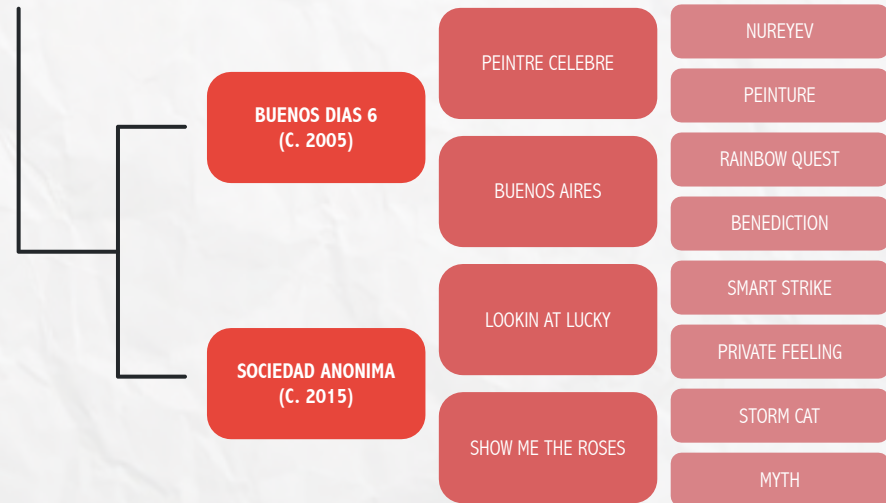 BUENOS DIAS 6
(C. 2005)
SOCIEDAD ANONIMA
(C. 2015)
PEINTRE CELEBRE
BUENOS AIRES
LOOKIN AT LUCKY
SHOW ME THE ROSES
NUREYEV
PEINTURE
RAINBOW QUEST
BENEDICTION
SMART STRIKE
PRIVATE FEELING
STORM CAT
MYTH